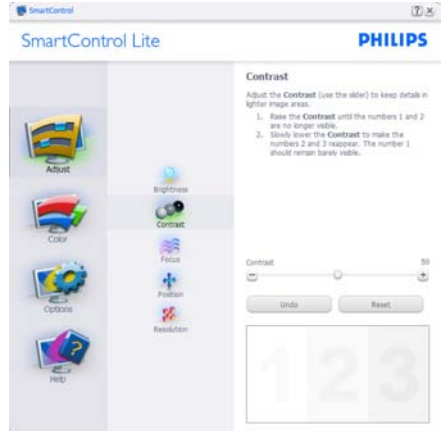 SmartControl
SmartControl Lite
PHILIPS
Adjust
Color
Options
Help
Brightness
Contrast
Focus
Position
Resolution
Contrast
Adjust the Contrast (use the slider) to keep details in
lighter image areas.
1. Raise the Contrast until the numbers 1 and 2
are no longer visible.
2. Slowly lower the Contrast to make the
numbers 2 and 3 reappear. The number 1
should remain barely visible.
Contrast 50
Undo Reset
1 2 3